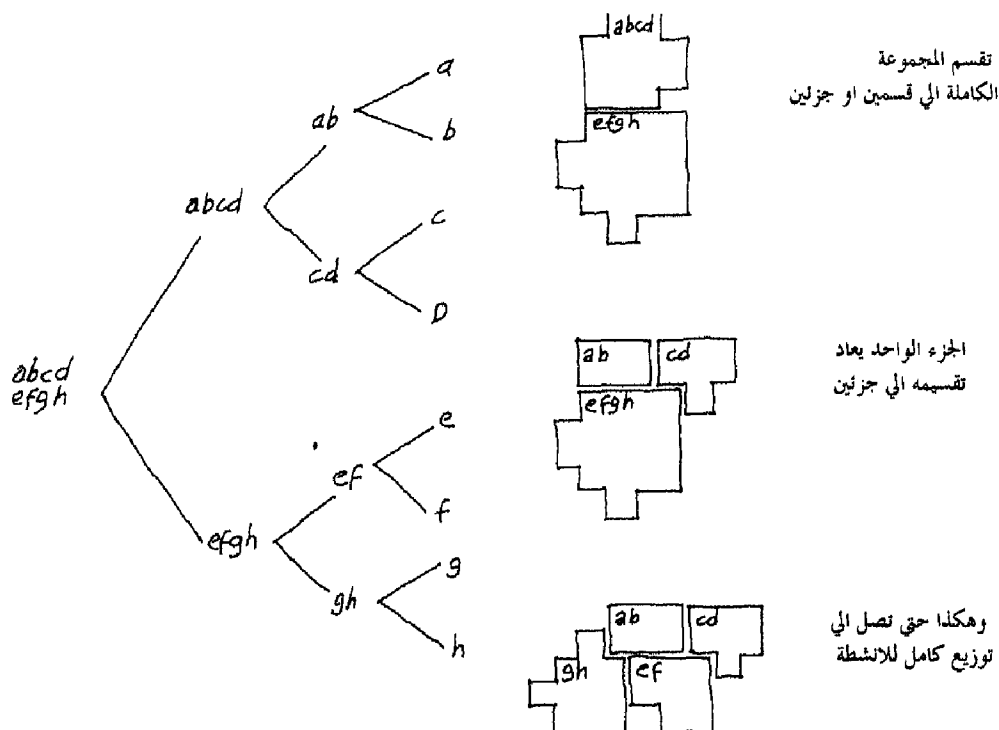 abcd
تقسم المجموعة
الكاملة الي قسمين او جزئين
a
ab
b
efgh
abcd
c
cd
D
ab
cd
الجزء الواحد يعاد
تقسيمه الي جزئين
abcd
efgh
efgh
e
ef
f
efgh
g
gh
h
ab
cd
وهكذا حتي نصل الي
توزيع كامل للانشطة
gh
ef